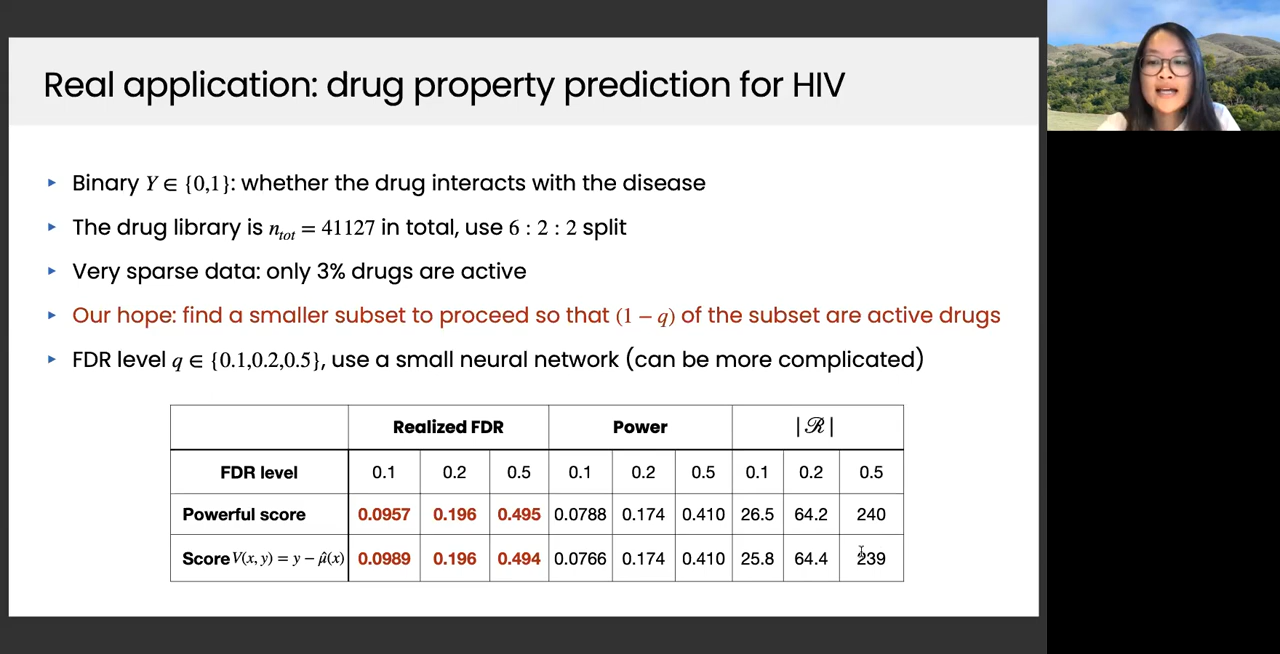 Real application: drug property prediction for HIV
▸ Binary Y ∈ {0,1}: whether the drug interacts with the disease
▸ The drug library is n_tot = 41127 in total, use 6 : 2 : 2 split
▸ Very sparse data: only 3% drugs are active
▸ Our hope: find a smaller subset to proceed so that (1 − q) of the subset are active drugs
▸ FDR level q ∈ {0.1,0.2,0.5}, use a small neural network (can be more complicated)
Realized FDR Power |ℛ|
FDR level 0.1 0.2 0.5 0.1 0.2 0.5 0.1 0.2 0.5
Powerful score 0.0957 0.196 0.495 0.0788 0.174 0.410 26.5 64.2 240
Score V(x, y) = y − μ̂(x) 0.0989 0.196 0.494 0.0766 0.174 0.410 25.8 64.4 239